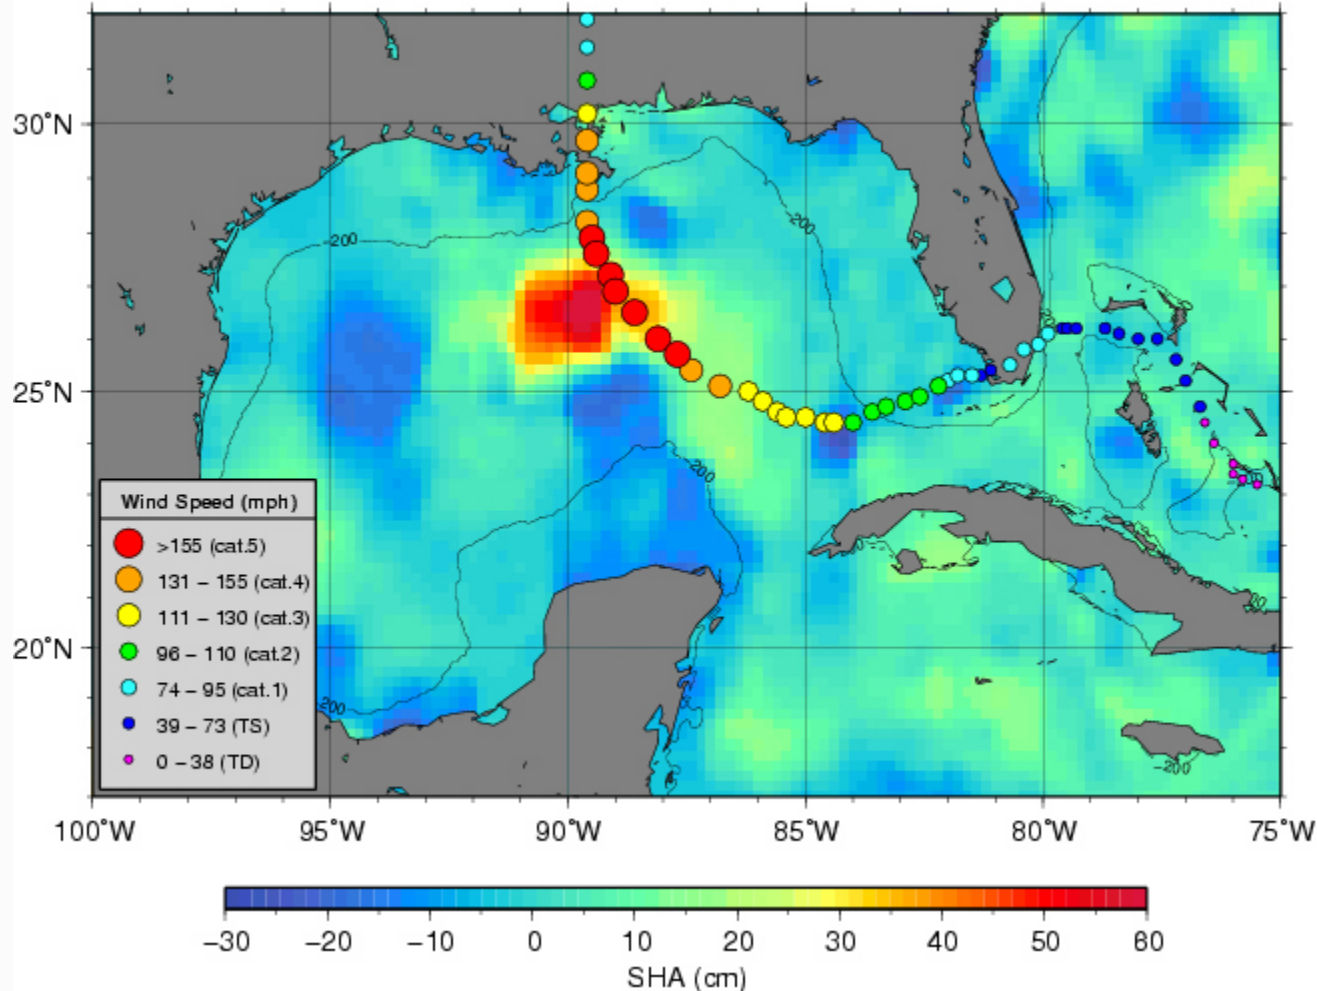 30°N
25°N
20°N
-200
-200
200
200
200
-200
Wind Speed (mph)
>155 (cat.5)
131 – 155 (cat.4)
111 – 130 (cat.3)
96 – 110 (cat.2)
74 – 95 (cat.1)
39 – 73 (TS)
0 – 38 (TD)
100°W 95°W 90°W 85°W 80°W 75°W
−30 −20 −10 0 10 20 30 40 50 60
SHA (cm)